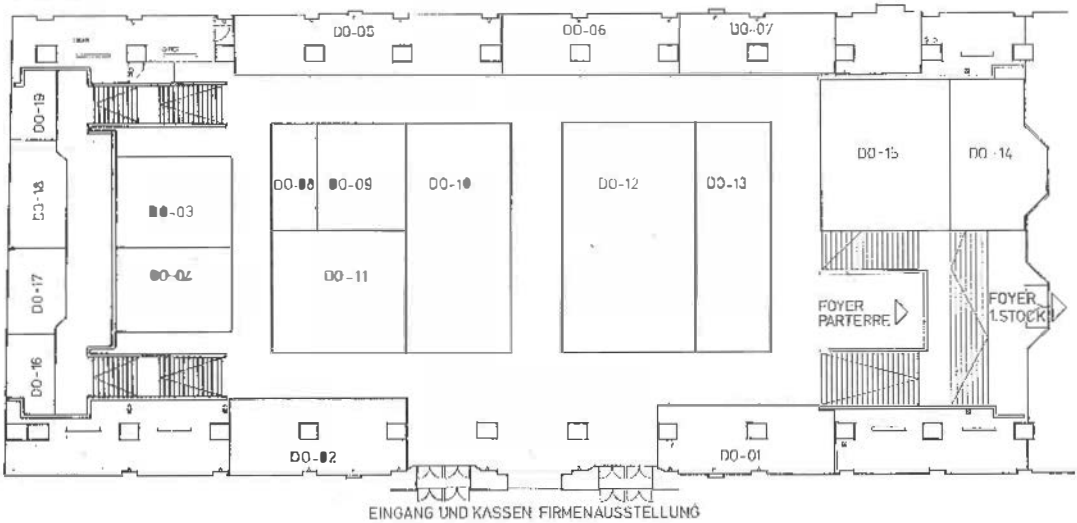 DO-05
DO-06
DO-07
DO-19
DO-15
DO-14
DO-08
DO-09
DO-10
DO-12
DO-13
DO-18
DO-03
DO-04
DO-11
DO-17
FOYER
PARTERRE
FOYER
1.STOCK
DO-16
DO-02
DO-01
EINGANG UND KASSEN FIRMENAUSSTELLUNG